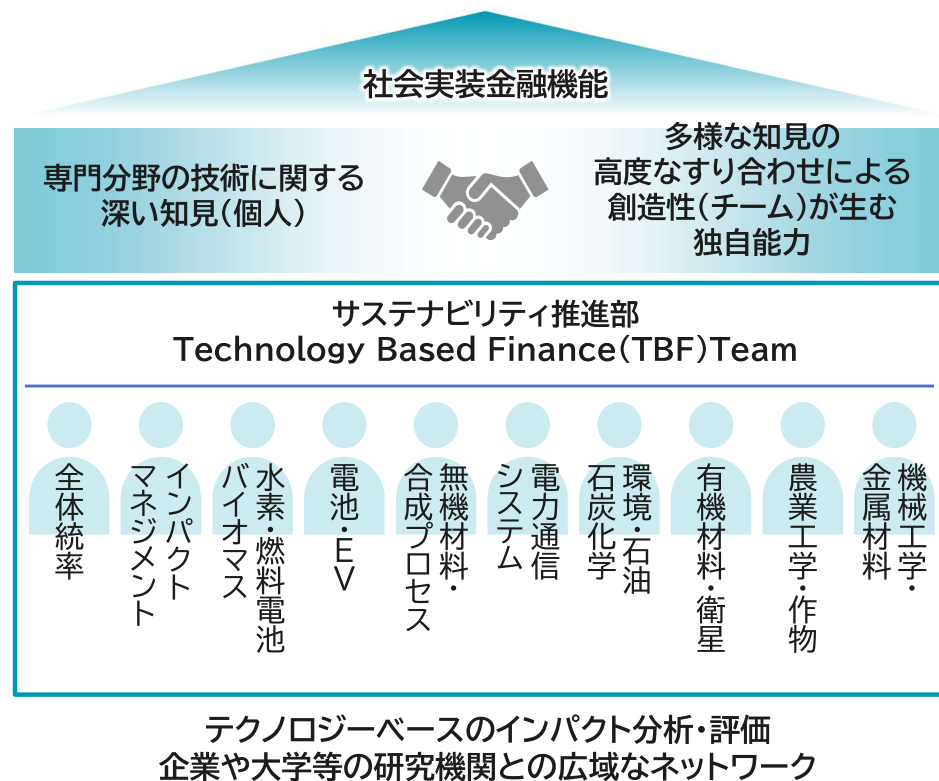 社会実装金融機能
専門分野の技術に関する
深い知見（個人）
多様な知見の
高度なすり合わせによる
創造性（チーム）が生む
独自能力
サステナビリティ推進部
Technology Based Finance（TBF）Team
全体統率
インパクト
マネジメント
水素・燃料電池
バイオマス
電池・EV
無機材料・
合成プロセス
電力通信
システム
環境・石油
石炭化学
有機材料・衛星
農業工学・作物
機械工学・
金属材料
テクノロジーベースのインパクト分析・評価
企業や大学等の研究機関との広域なネットワーク